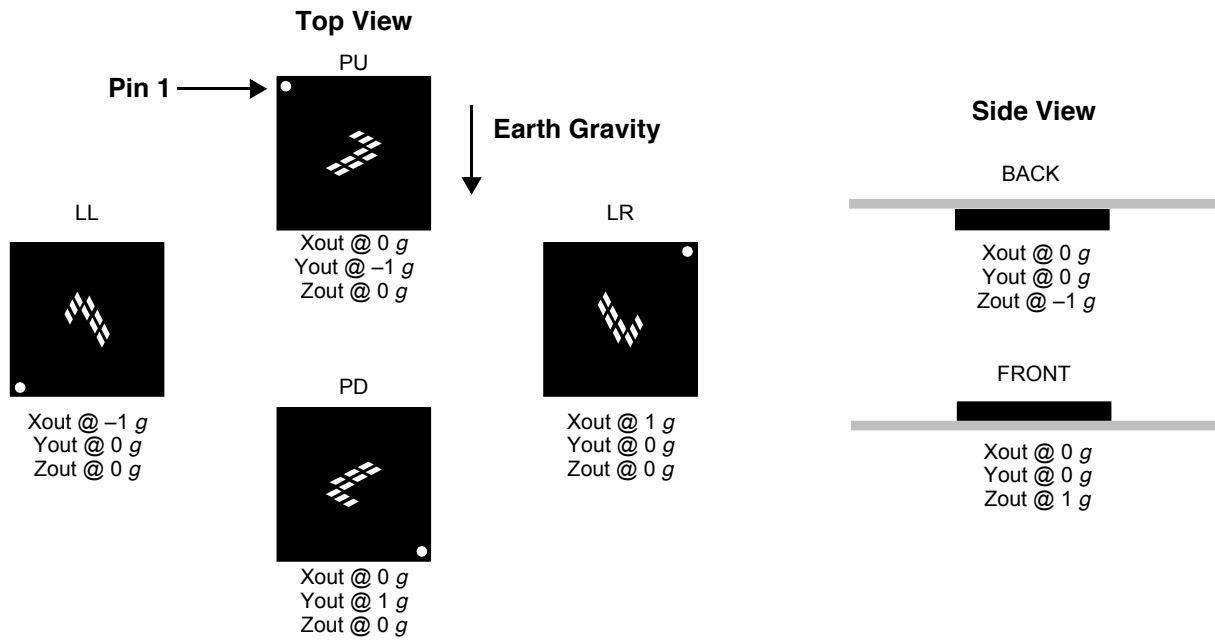 Top View
PU
Pin 1
Earth Gravity
Xout @ 0 g
Yout @ –1 g
Zout @ 0 g
LL
Xout @ –1 g
Yout @ 0 g
Zout @ 0 g
LR
Xout @ 1 g
Yout @ 0 g
Zout @ 0 g
PD
Xout @ 0 g
Yout @ 1 g
Zout @ 0 g
Side View
BACK
Xout @ 0 g
Yout @ 0 g
Zout @ –1 g
FRONT
Xout @ 0 g
Yout @ 0 g
Zout @ 1 g